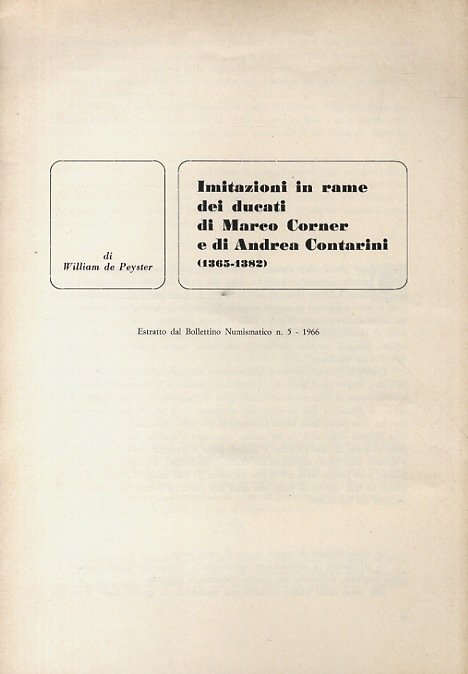 di
William de Peyster
Imitazioni in rame
dei ducati
di Marco Corner
e di Andrea Contarini
(1365-1382)
Estratto dal Bollettino Numismatico n. 5 - 1966